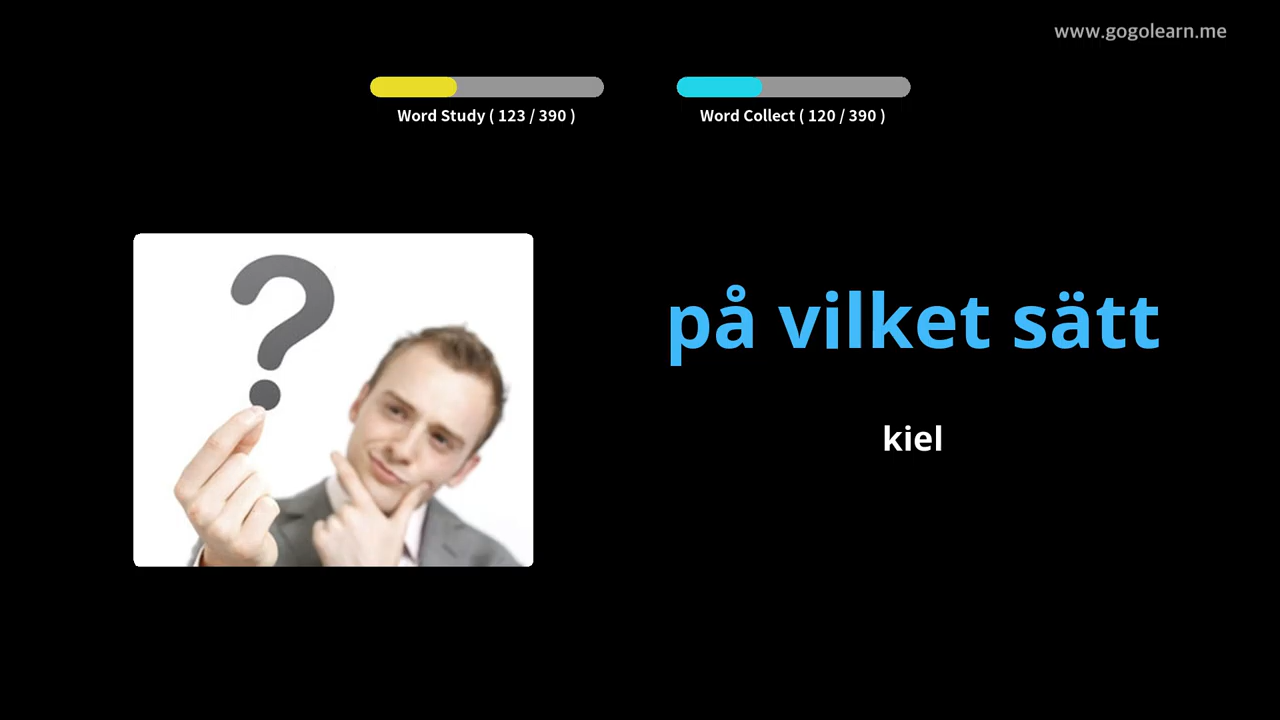 www.gogolearn.me
Word Study ( 123 / 390 )
Word Collect ( 120 / 390 )
?
på vilket sätt
kiel